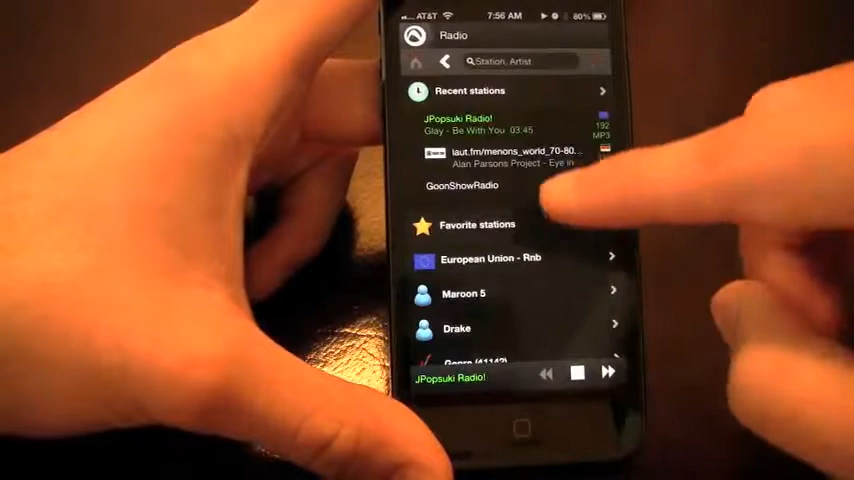 AT&T 7:56 AM 80%
Radio
Station, Artist
Recent stations
JPopsuki Radio!
Glay - Be With You 03:45
192
MP3
laut.fm/menons_world_70-80...
Alan Parsons Project - Eye in
GoonShowRadio
Favorite stations
European Union - Rnb
Maroon 5
Drake
Genre (41142)
JPopsuki Radio!